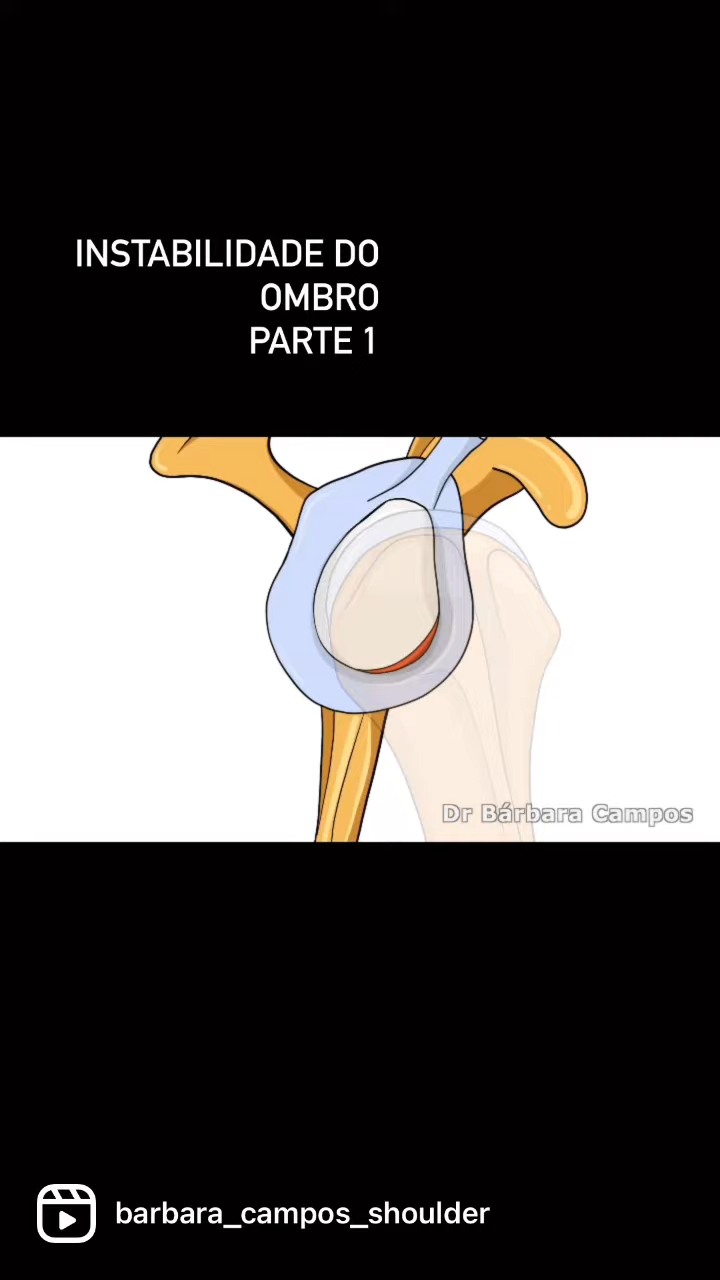 INSTABILIDADE DO
OMBRO
PARTE 1
Dr Bárbara Campos
barbara_campos_shoulder